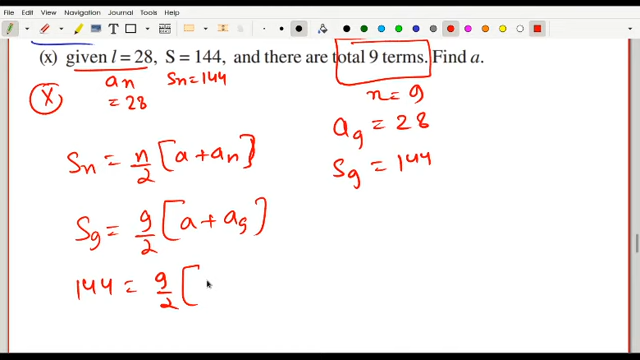 File Edit View Journal Tools Help
(x) given l = 28, S = 144, and there are total 9 terms. Find a.
(X)
an = 28
Sn = 144
n = 9
a9 = 28
S9 = 144
Sn = n/2 [a + an]
S9 = 9/2 [a + a9]
144 = 9/2 [